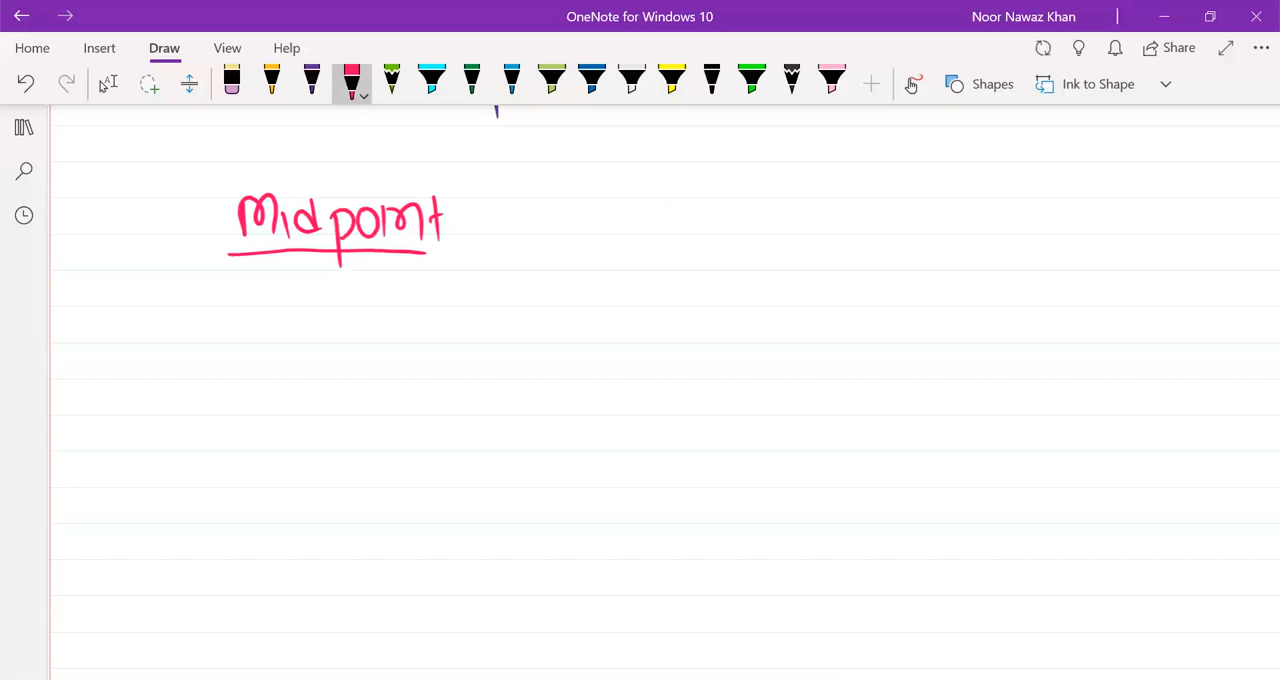 OneNote for Windows 10
Noor Nawaz Khan
Home Insert Draw View Help
Share
Shapes
Ink to Shape
Midpoint